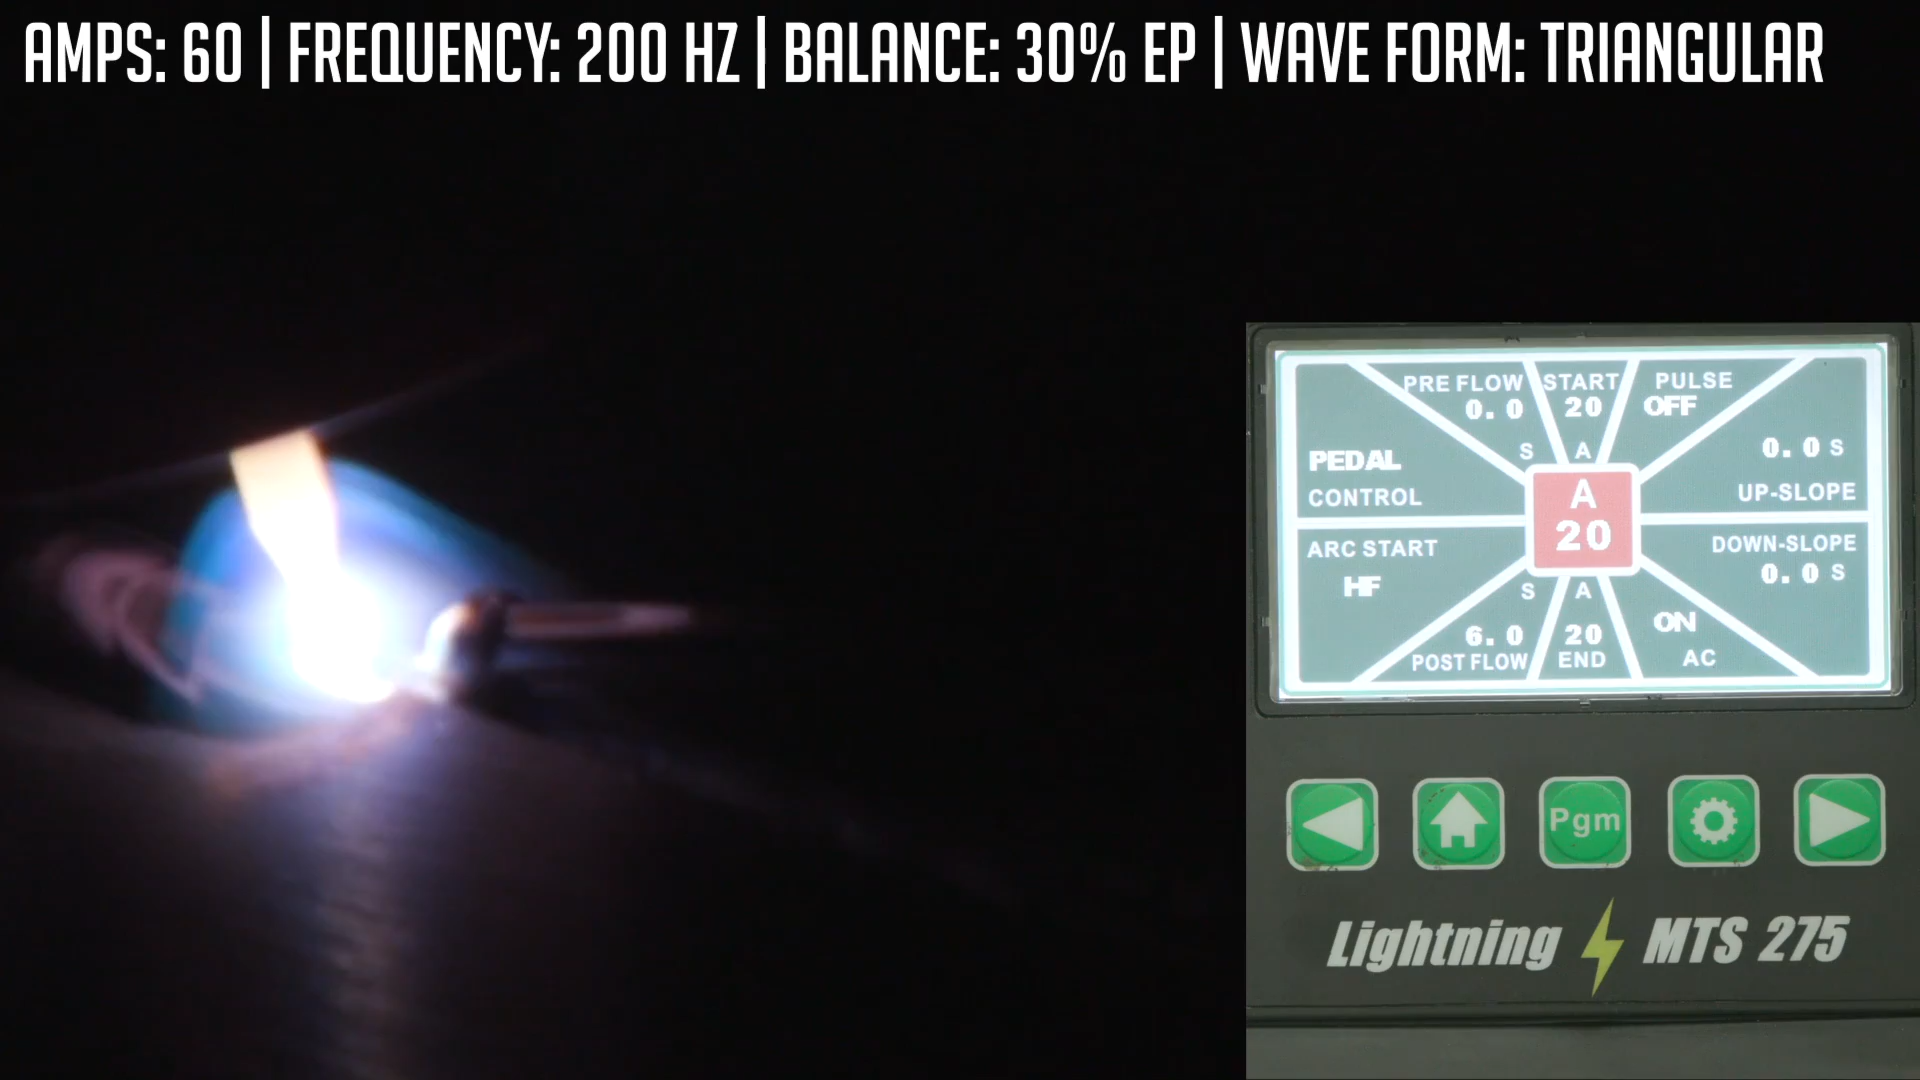 AMPS: 60 | FREQUENCY: 200 HZ | BALANCE: 30% EP | WAVE FORM: TRIANGULAR
PRE FLOW
0.0
S
START
20
A
PULSE
OFF
PEDAL
CONTROL
0.0 S
UP-SLOPE
A
20
ARC START
HF
DOWN-SLOPE
0.0 S
S
6.0
POST FLOW
A
20
END
ON
AC
Pgm
Lightning MTS 275